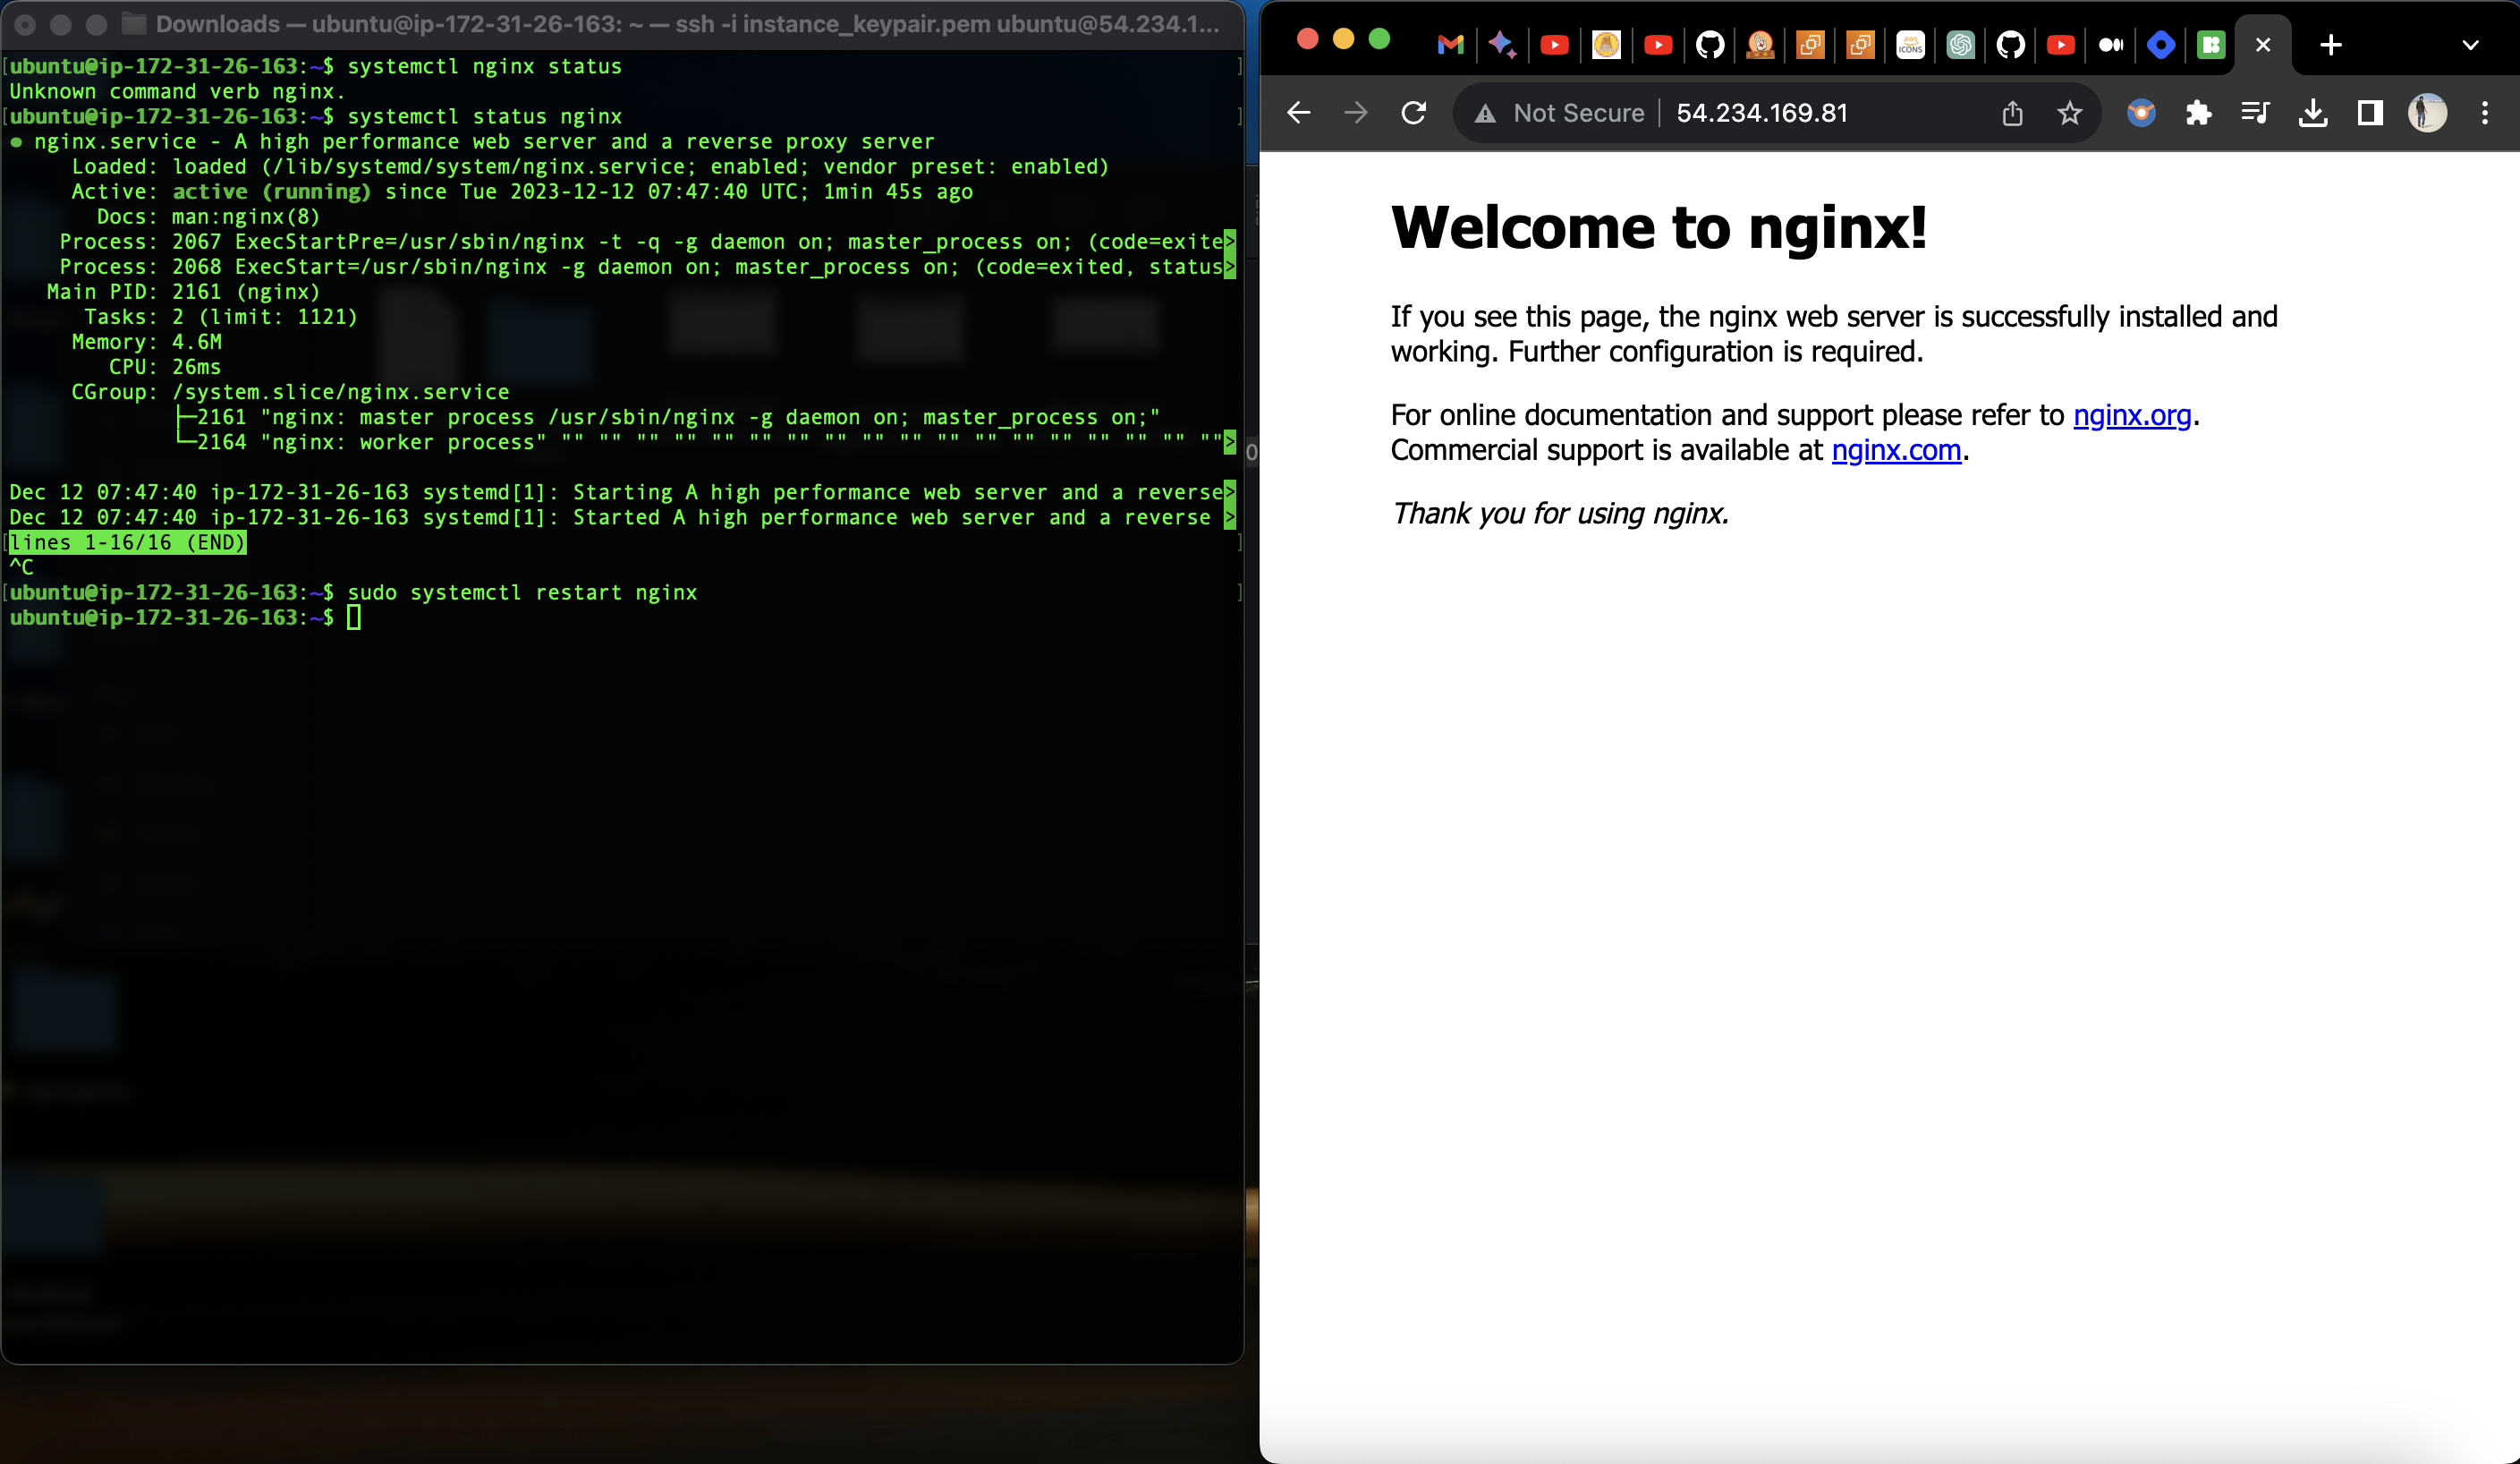 Downloads — ubuntu@ip-172-31-26-163: ~ — ssh -i instance_keypair.pem ubuntu@54.234.1...
[ubuntu@ip-172-31-26-163:~$ systemctl nginx status ]
Unknown command verb nginx.
[ubuntu@ip-172-31-26-163:~$ systemctl status nginx ]
● nginx.service - A high performance web server and a reverse proxy server
Loaded: loaded (/lib/systemd/system/nginx.service; enabled; vendor preset: enabled)
Active: active (running) since Tue 2023-12-12 07:47:40 UTC; 1min 45s ago
Docs: man:nginx(8)
Process: 2067 ExecStartPre=/usr/sbin/nginx -t -q -g daemon on; master_process on; (code=exite>
Process: 2068 ExecStart=/usr/sbin/nginx -g daemon on; master_process on; (code=exited, status>
Main PID: 2161 (nginx)
Tasks: 2 (limit: 1121)
Memory: 4.6M
CPU: 26ms
CGroup: /system.slice/nginx.service
├─2161 "nginx: master process /usr/sbin/nginx -g daemon on; master_process on;"
└─2164 "nginx: worker process" "" "" "" "" "" "" "" "" "" "" "" "" "" "" "" "" "" "">
Dec 12 07:47:40 ip-172-31-26-163 systemd[1]: Starting A high performance web server and a reverse>
Dec 12 07:47:40 ip-172-31-26-163 systemd[1]: Started A high performance web server and a reverse >
[lines 1-16/16 (END) ]
^C
[ubuntu@ip-172-31-26-163:~$ sudo systemctl restart nginx ]
ubuntu@ip-172-31-26-163:~$
aws ICONS
Not Secure | 54.234.169.81
Welcome to nginx!
If you see this page, the nginx web server is successfully installed and
working. Further configuration is required.
For online documentation and support please refer to nginx.org.
Commercial support is available at nginx.com.
Thank you for using nginx.